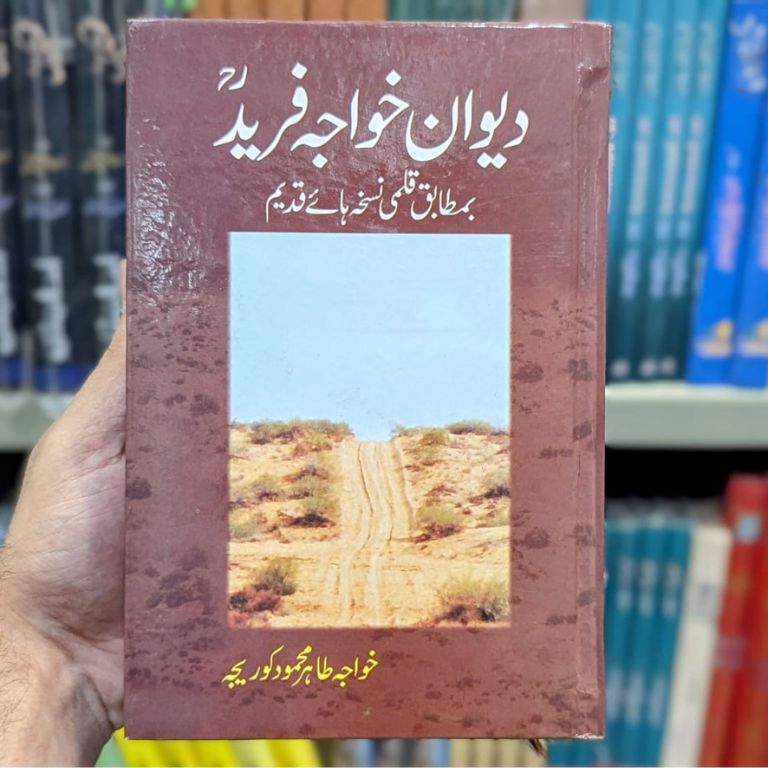 دیوان خواجہ فریدؒ
بمطابق قلمی نسخہ ہائے قدیم
خواجہ طاہر محمود کوریجہ